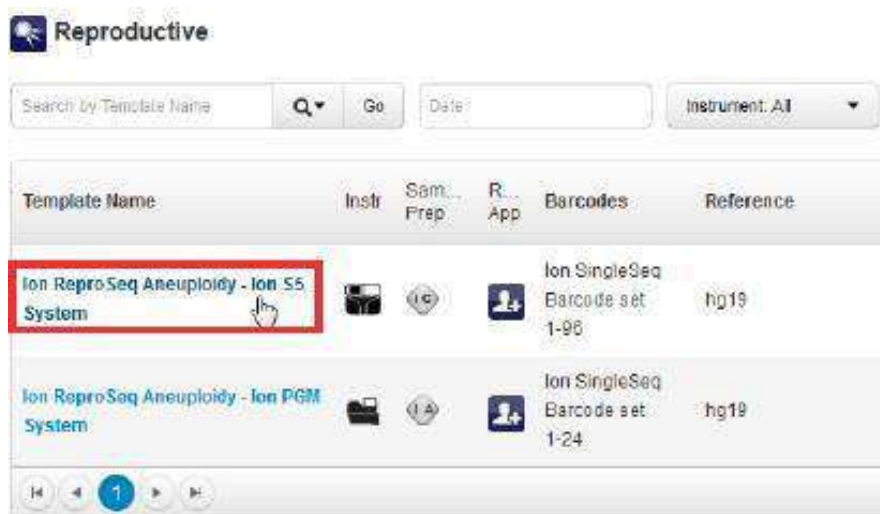 Reproductive
Search by Template Name
Go
Date
Instrument: All
Template Name
Instr
Sam...
Prep
R...
App
Barcodes
Reference
Ion ReproSeq Aneuploidy - Ion S5
System
I C
Ion SingleSeq
Barcode set
1-96
hg19
Ion ReproSeq Aneuploidy - Ion PGM
System
I A
Ion SingleSeq
Barcode set
1-24
hg19
1